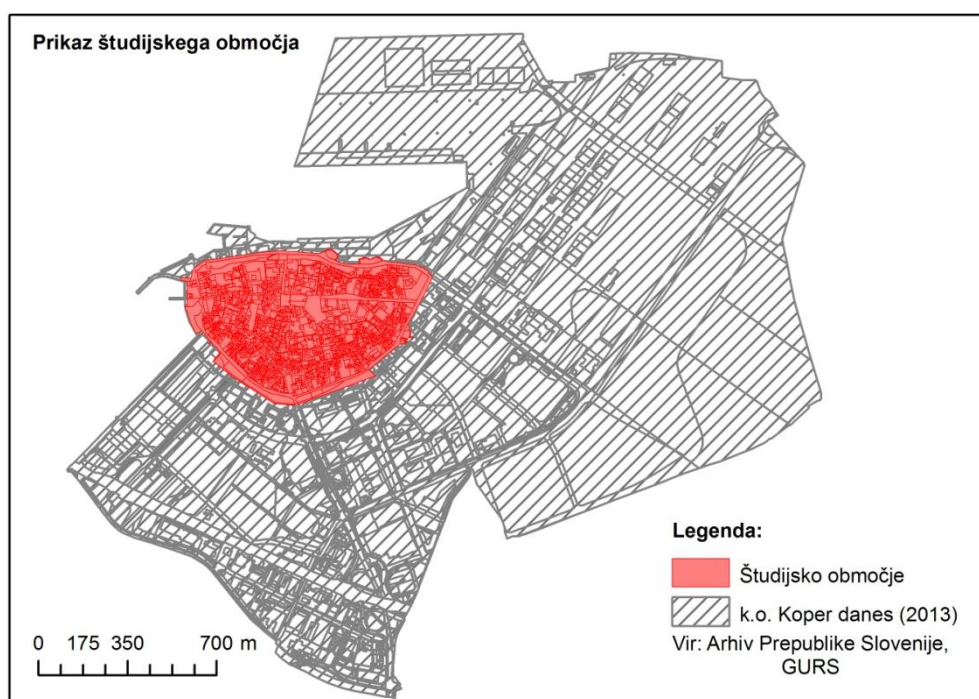 Prikaz študijskega območja
Legenda:
Študijsko območje
k.o. Koper danes (2013)
Vir: Arhiv Prepublike Slovenije,
GURS
0 175 350 700 m